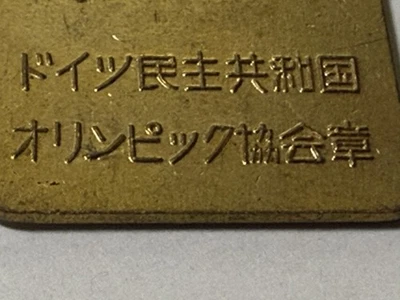 ドイツ民主共和国
オリンピック協会章